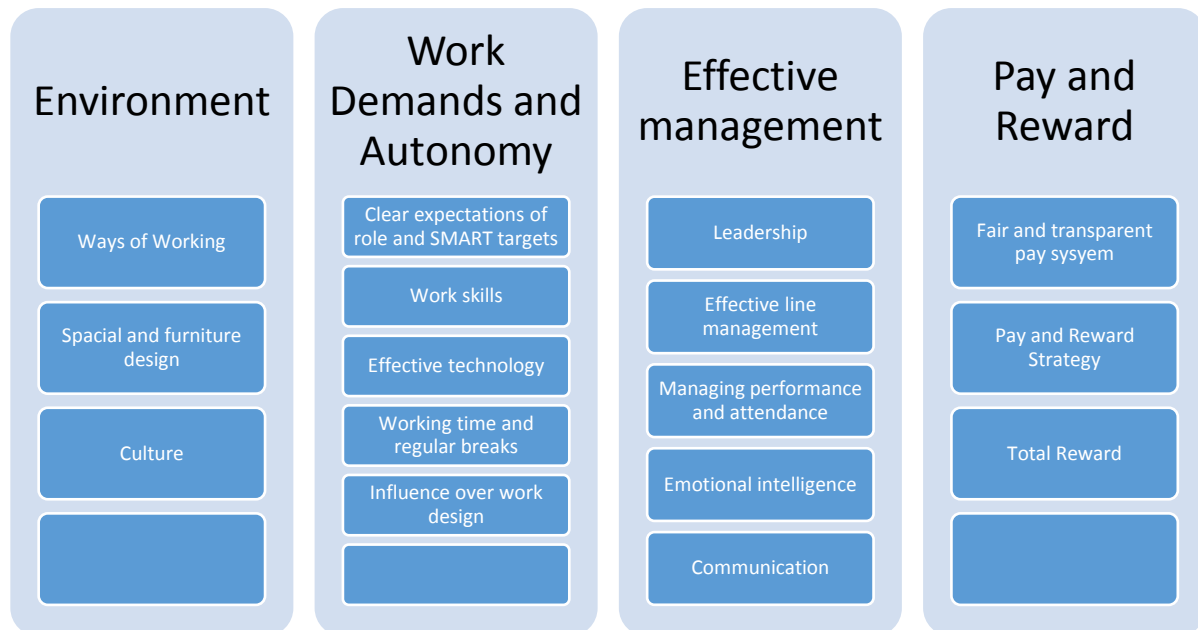 Environment
Ways of Working
Spacial and furniture
design
Culture
Work
Demands and
Autonomy
Clear expectations of
role and SMART targets
Work skills
Effective technology
Working time and
regular breaks
Influence over work
design
Effective
management
Leadership
Effective line
management
Managing performance
and attendance
Emotional intelligence
Communication
Pay and
Reward
Fair and transparent
pay sysyem
Pay and Reward
Strategy
Total Reward